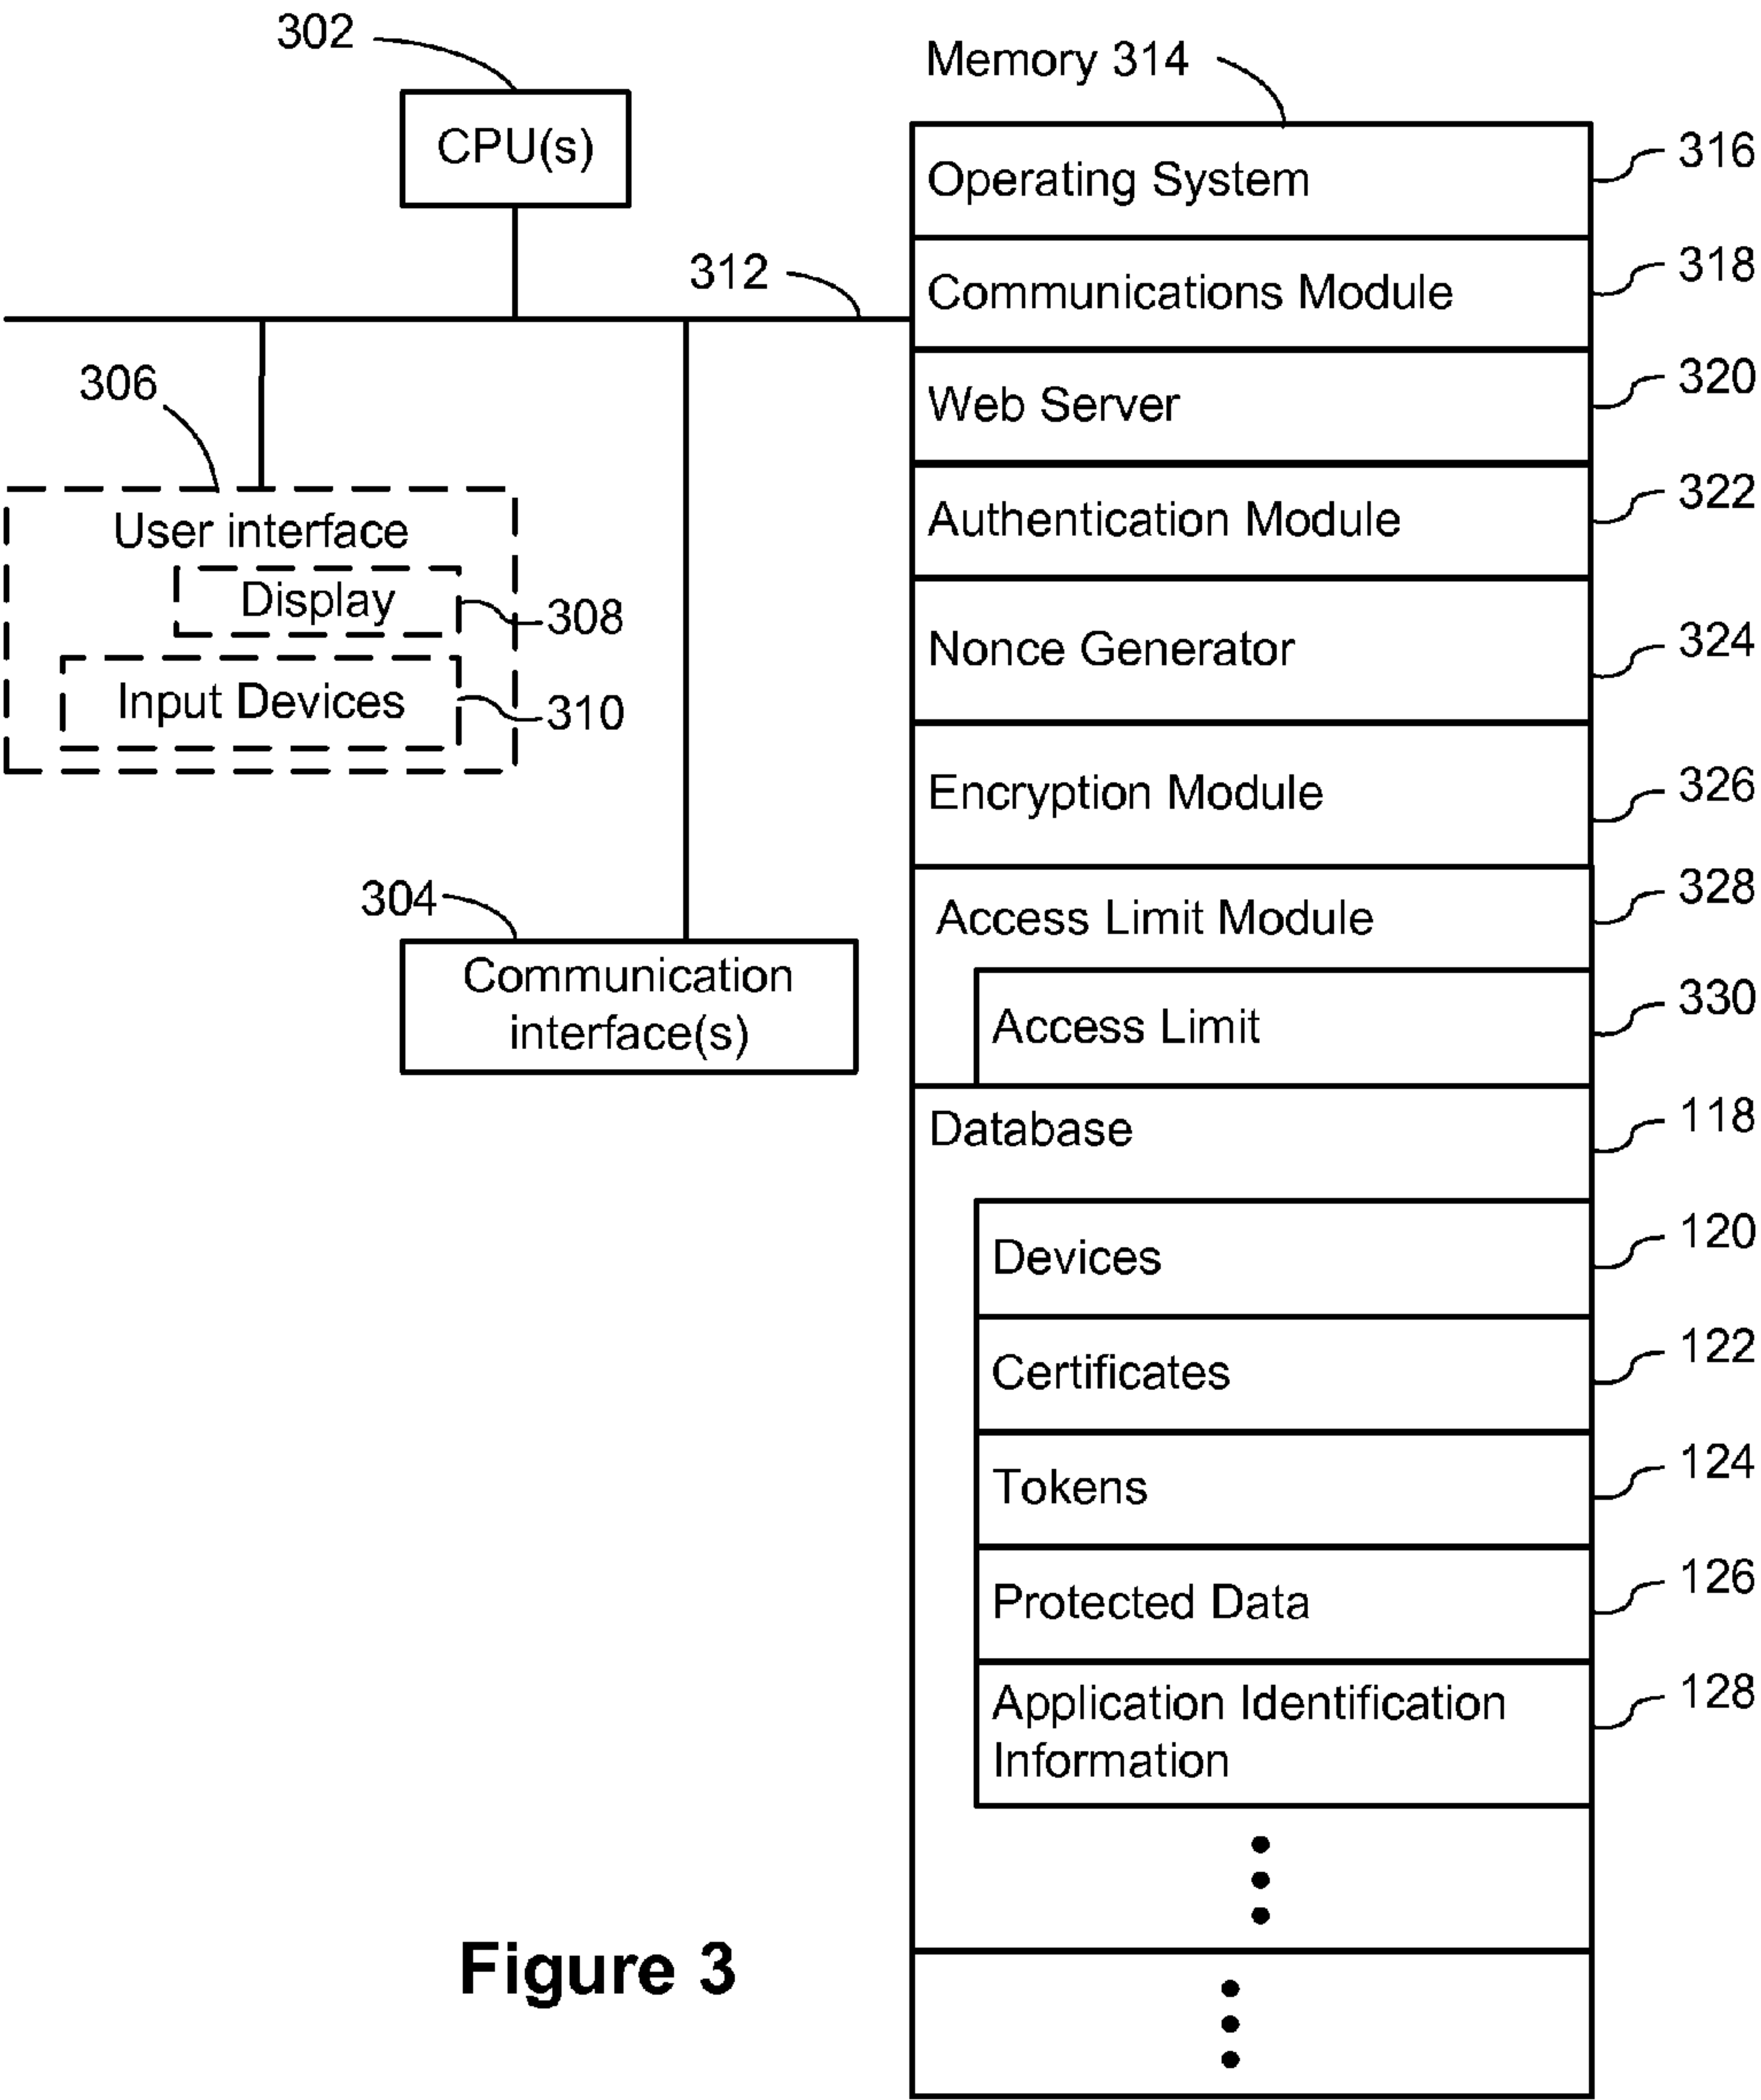 302
CPU(s)
312
306
User interface
Display
308
Input Devices
310
304
Communication
interface(s)
Memory 314
Operating System
316
Communications Module
318
Web Server
320
Authentication Module
322
Nonce Generator
324
Encryption Module
326
Access Limit Module
328
Access Limit
330
Database
118
Devices
120
Certificates
122
Tokens
124
Protected Data
126
Application Identification
Information
128
Figure 3